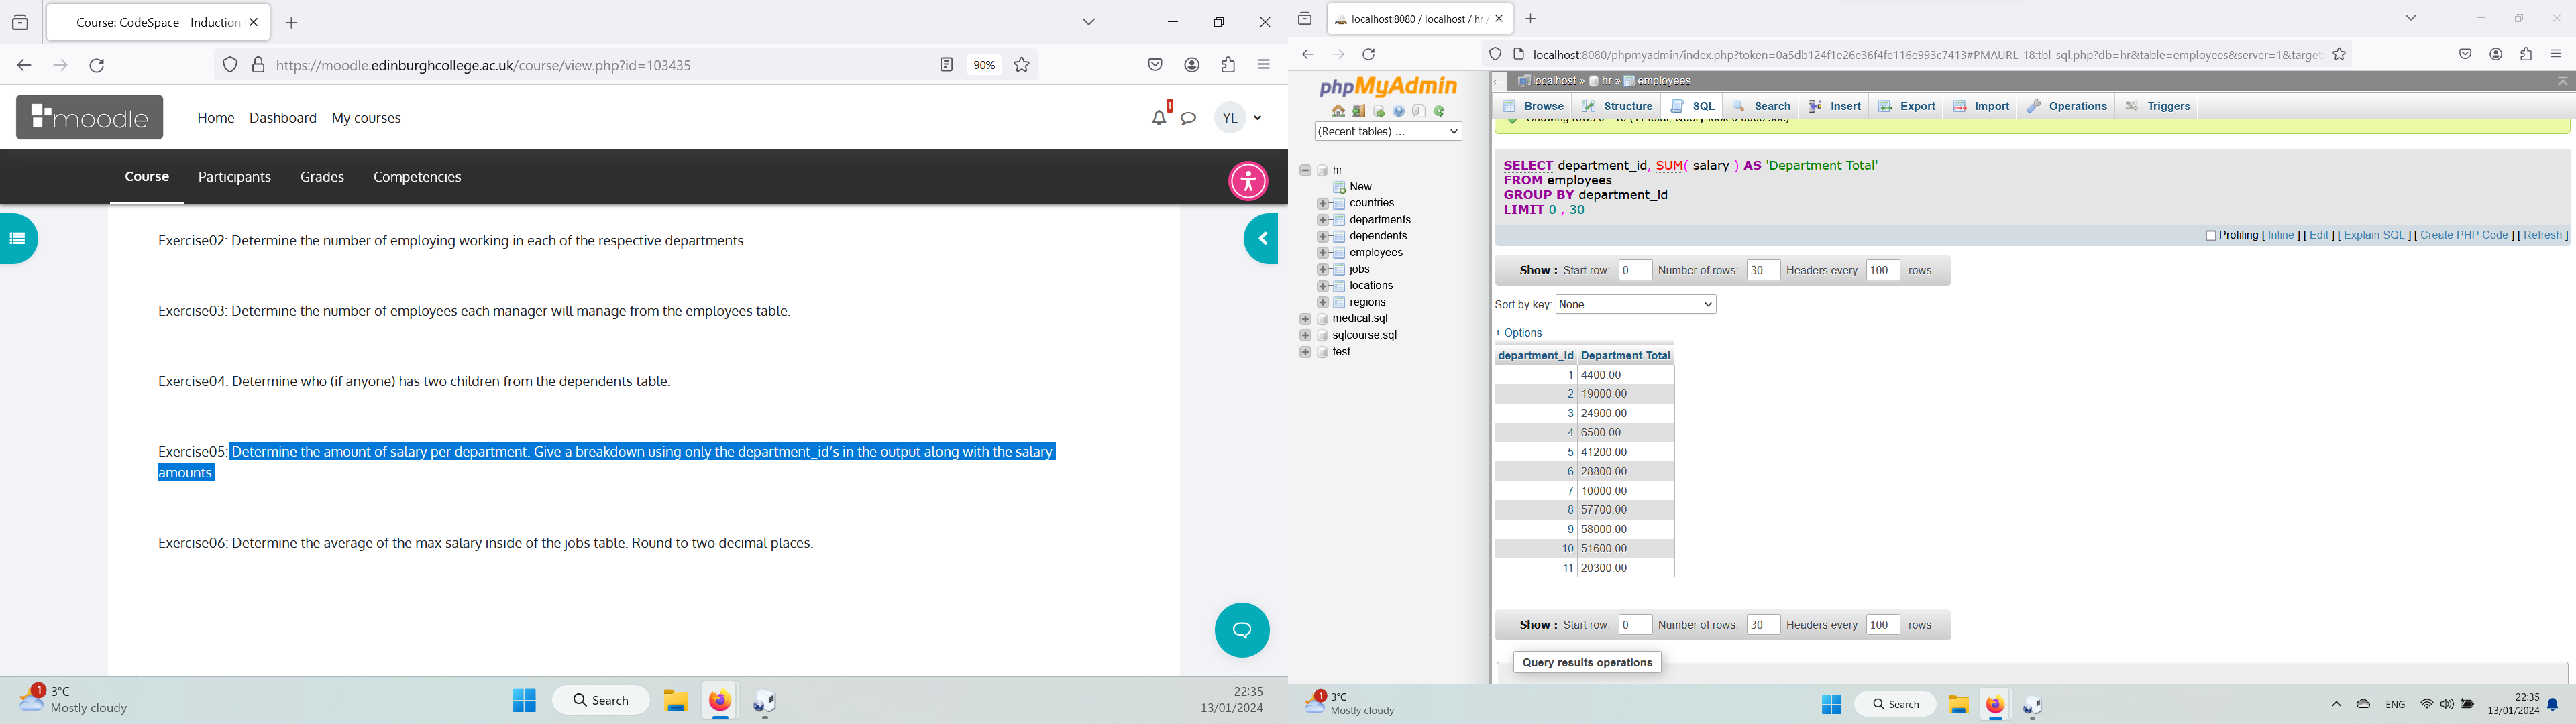 Course: CodeSpace - Induction
https://moodle.edinburghcollege.ac.uk/course/view.php?id=103435
90%
moodle
Home Dashboard My courses
1
YL
Course Participants Grades Competencies
Exercise02: Determine the number of employing working in each of the respective departments.
Exercise03: Determine the number of employees each manager will manage from the employees table.
Exercise04: Determine who (if anyone) has two children from the dependents table.
Exercise05: Determine the amount of salary per department. Give a breakdown using only the department_id’s in the output along with the salary
amounts.
Exercise06: Determine the average of the max salary inside of the jobs table. Round to two decimal places.
1
3°C
Mostly cloudy
Search
22:35
13/01/2024
localhost:8080 / localhost / hr /
localhost:8080/phpmyadmin/index.php?token=0a5db124f1e26e36f4fe116e993c7413#PMAURL-18:tbl_sql.php?db=hr&table=employees&server=1&target
phpMyAdmin
(Recent tables) ...
hr
New
countries
departments
dependents
employees
jobs
locations
regions
medical.sql
sqlcourse.sql
test
localhost » hr » employees
Browse Structure SQL Search Insert Export Import Operations Triggers
SELECT department_id, SUM( salary ) AS 'Department Total'
FROM employees
GROUP BY department_id
LIMIT 0 , 30
Profiling [ Inline ] [ Edit ] [ Explain SQL ] [ Create PHP Code ] [ Refresh ]
Show : Start row: 0 Number of rows: 30 Headers every 100 rows
Sort by key: None
+ Options
department_id Department Total
1 4400.00
2 19000.00
3 24900.00
4 6500.00
5 41200.00
6 28800.00
7 10000.00
8 57700.00
9 58000.00
10 51600.00
11 20300.00
Show : Start row: 0 Number of rows: 30 Headers every 100 rows
Query results operations
1
3°C
Mostly cloudy
Search
ENG
22:35
13/01/2024